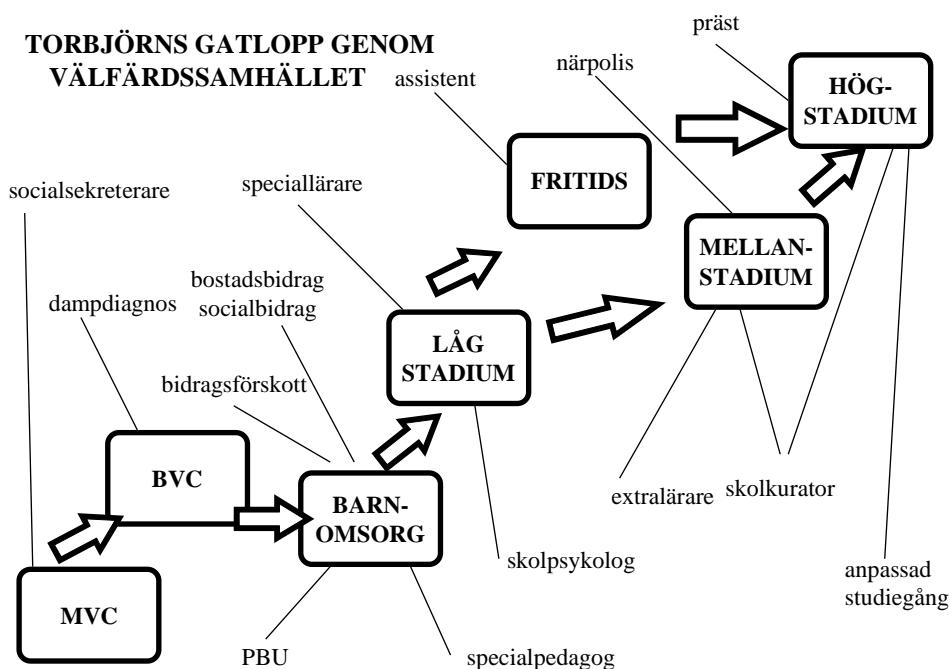 TORBJÖRNS GATLOPP GENOM
VÄLFÄRDSSAMHÄLLET
präst
närpolis
assistent
HÖG-
STADIUM
FRITIDS
socialsekreterare
speciallärare
MELLAN-
STADIUM
bostadsbidrag
socialbidrag
dampdiagnos
LÅG
STADIUM
bidragsförskott
BVC
BARN-
OMSORG
extralärare
skolkurator
skolpsykolog
anpassad
studiegång
MVC
PBU
specialpedagog